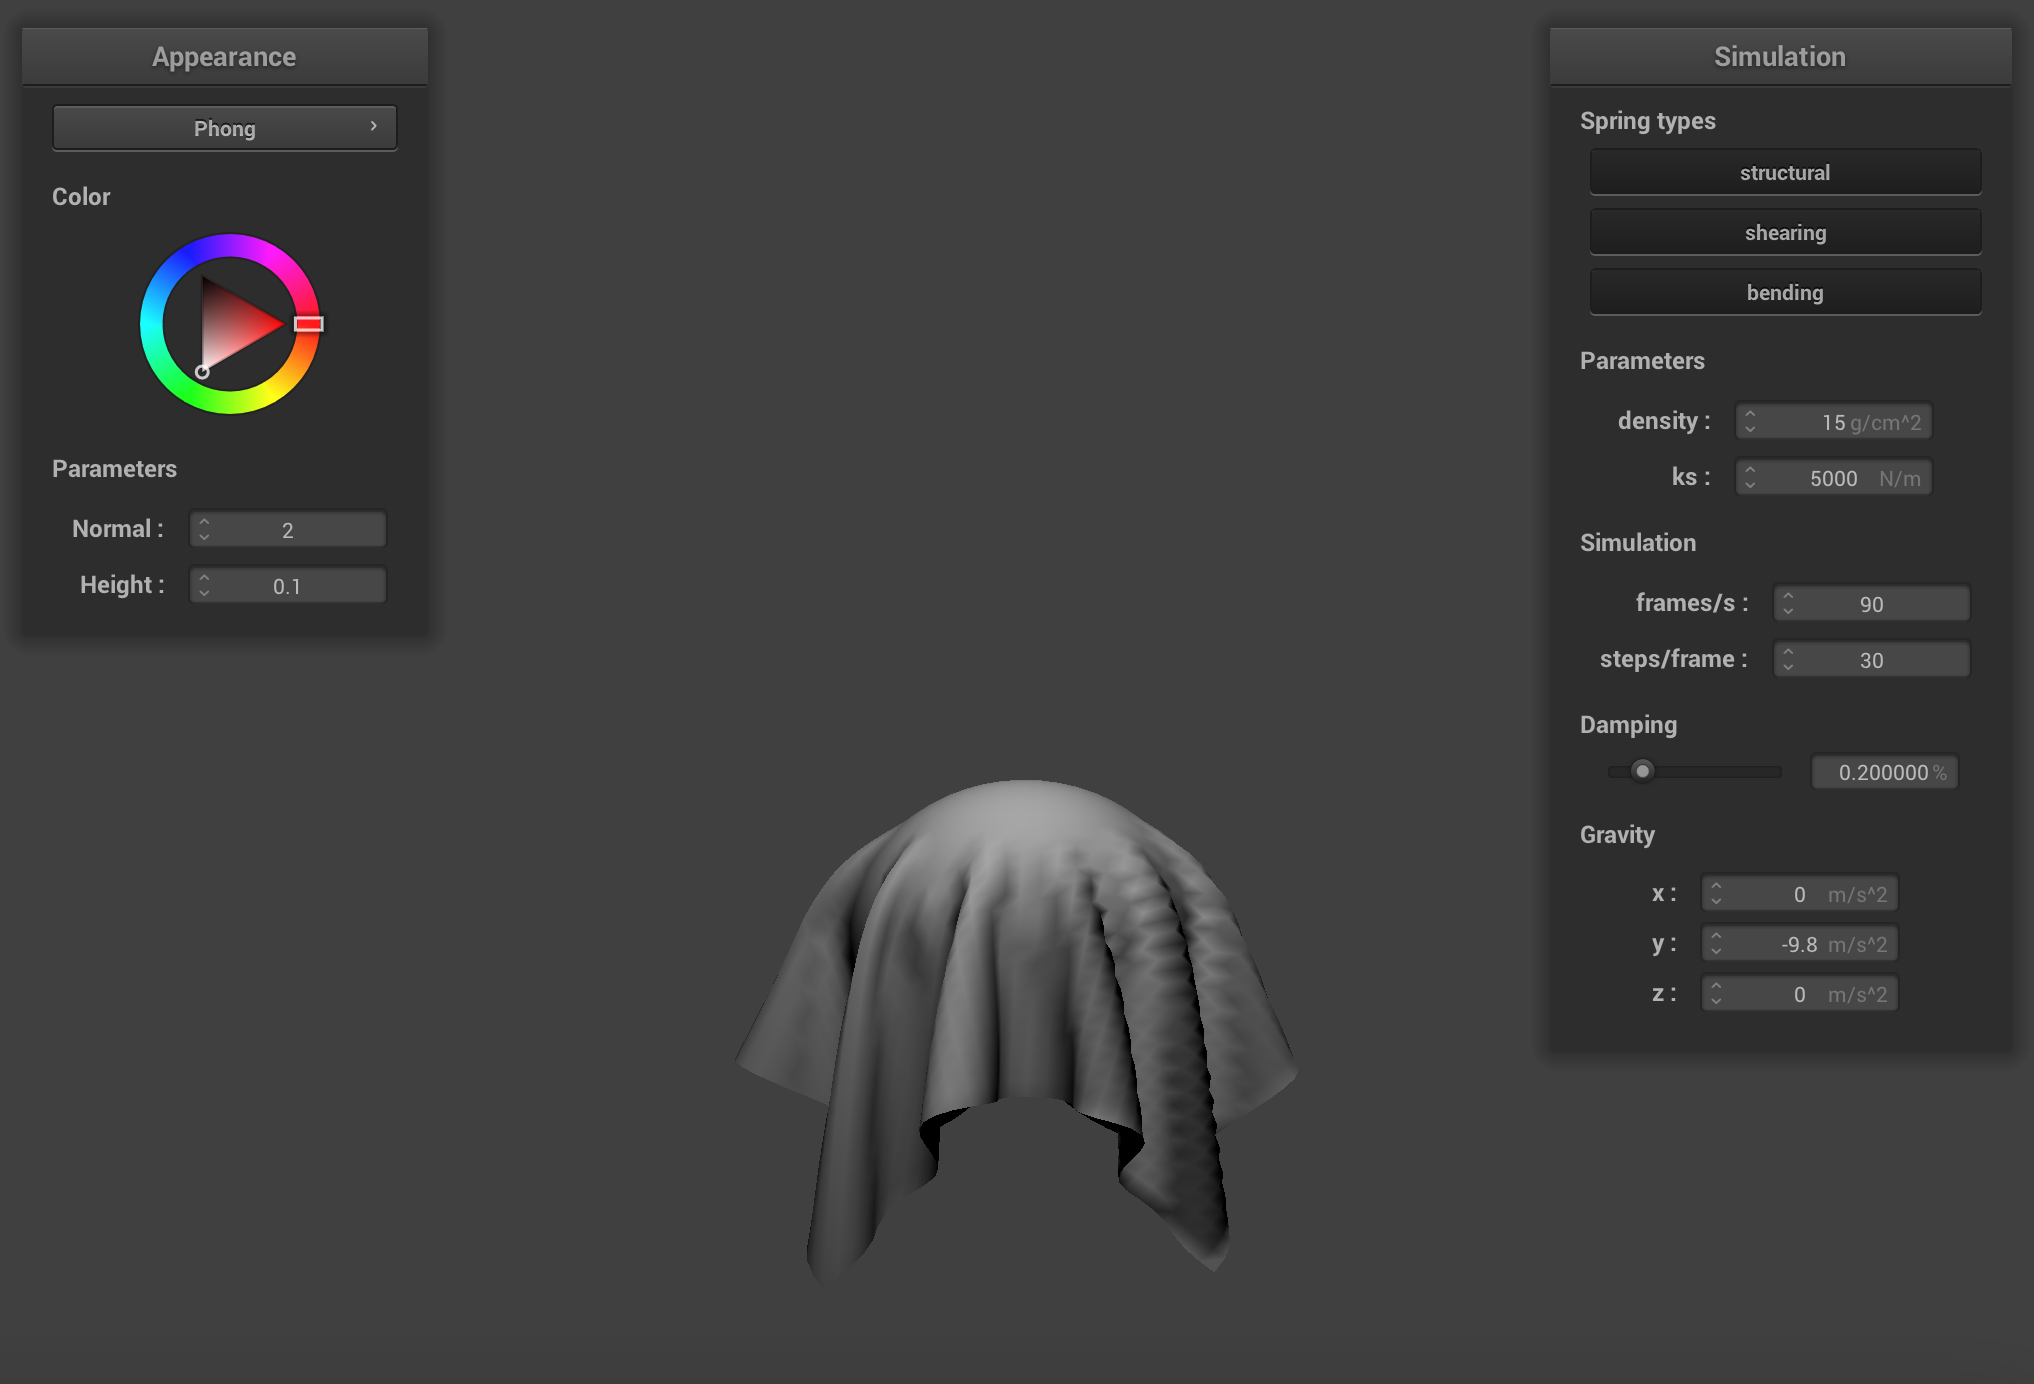 Appearance
Phong
Color
Parameters
Normal : 2
Height : 0.1
Simulation
Spring types
structural
shearing
bending
Parameters
density : 15 g/cm^2
ks : 5000 N/m
Simulation
frames/s : 90
steps/frame : 30
Damping
0.200000 %
Gravity
x : 0 m/s^2
y : -9.8 m/s^2
z : 0 m/s^2